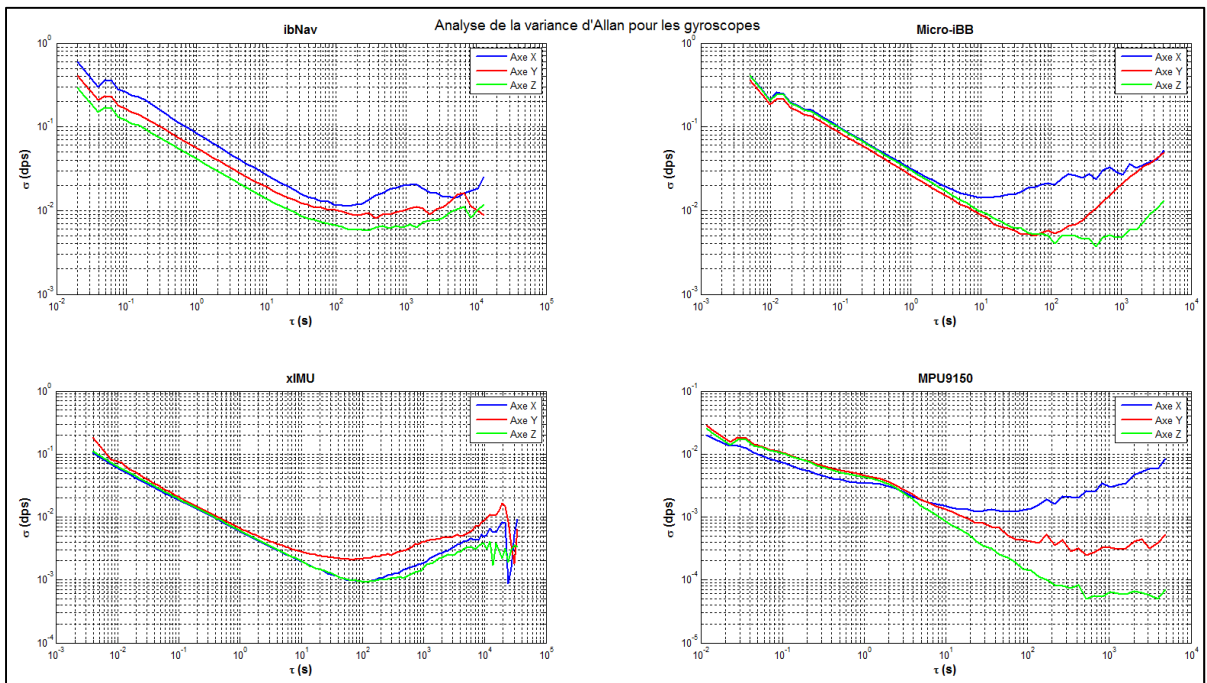 Analyse de la variance d'Allan pour les gyroscopes
ibNav
σ (dps)
10^0
10^-1
10^-2
10^-3
Axe X
Axe Y
Axe Z
10^-2
10^-1
10^0
10^1
10^2
10^3
10^4
10^5
τ (s)
Micro-iBB
σ (dps)
10^0
10^-1
10^-2
10^-3
Axe X
Axe Y
Axe Z
10^-3
10^-2
10^-1
10^0
10^1
10^2
10^3
10^4
τ (s)
xIMU
σ (dps)
10^0
10^-1
10^-2
10^-3
10^-4
Axe X
Axe Y
Axe Z
10^-3
10^-2
10^-1
10^0
10^1
10^2
10^3
10^4
10^5
τ (s)
MPU9150
σ (dps)
10^-1
10^-2
10^-3
10^-4
10^-5
Axe X
Axe Y
Axe Z
10^-2
10^-1
10^0
10^1
10^2
10^3
10^4
τ (s)